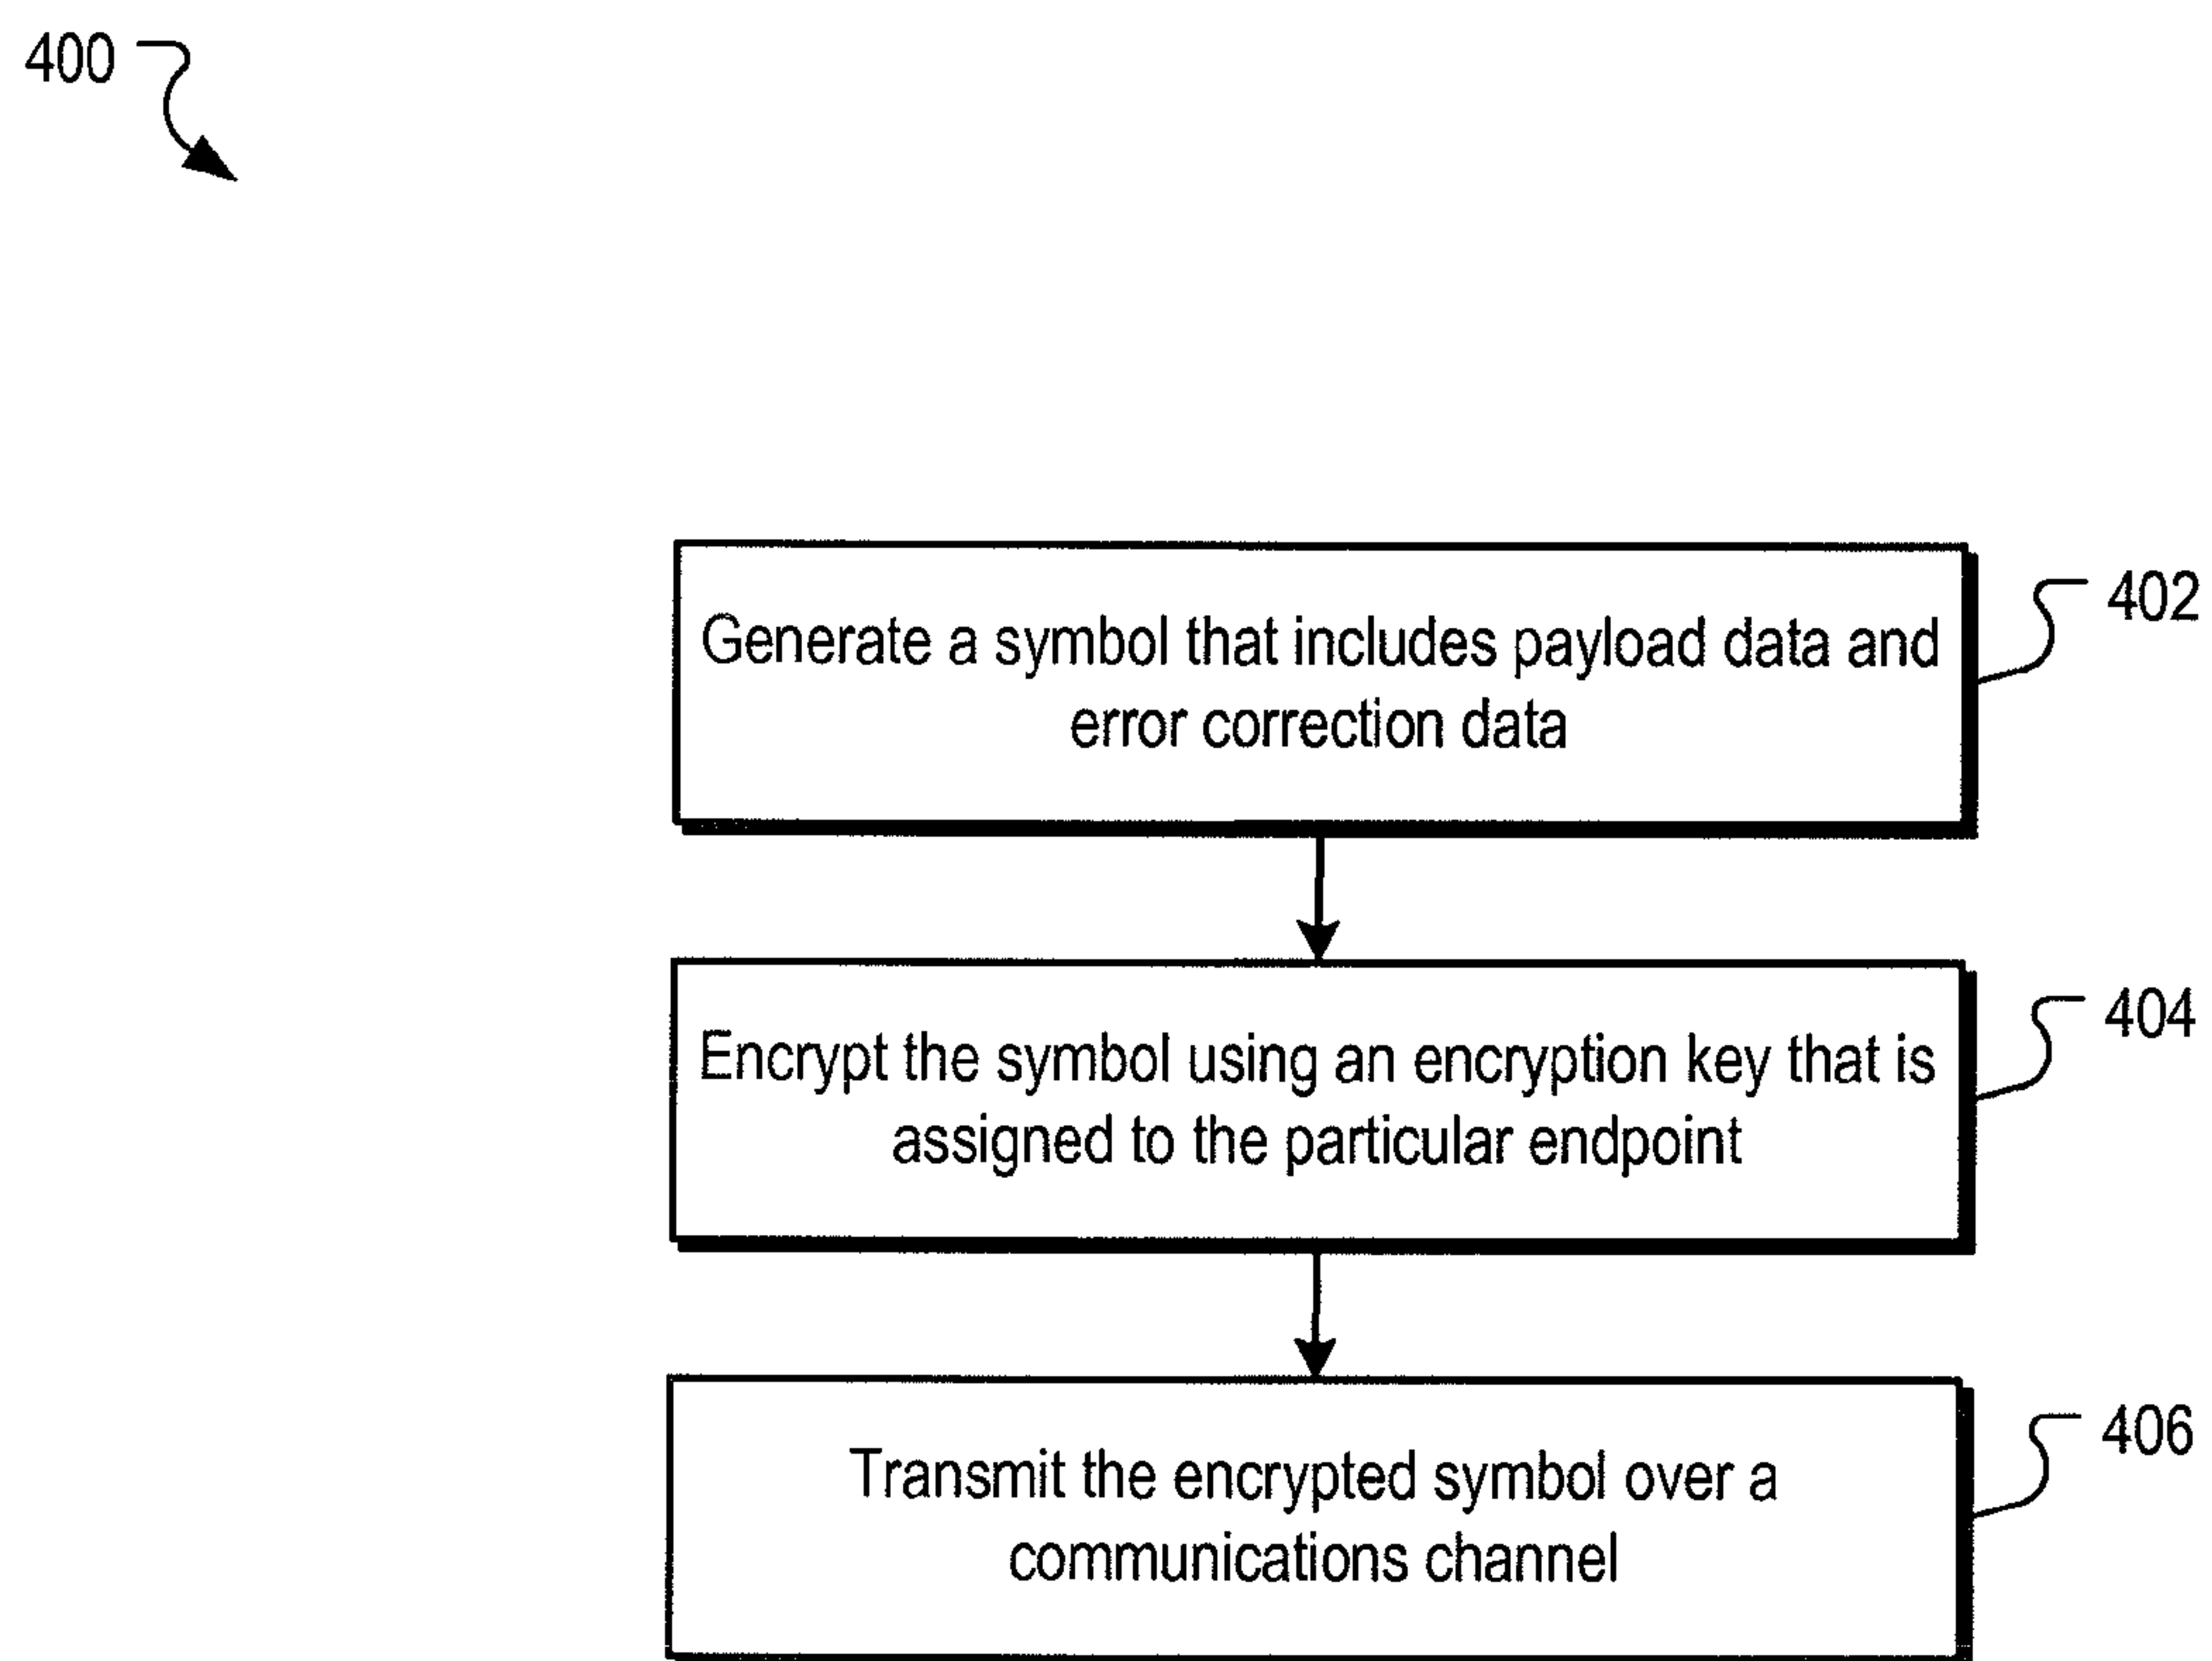 400
Generate a symbol that includes payload data and
error correction data
402
Encrypt the symbol using an encryption key that is
assigned to the particular endpoint
404
Transmit the encrypted symbol over a
communications channel
406